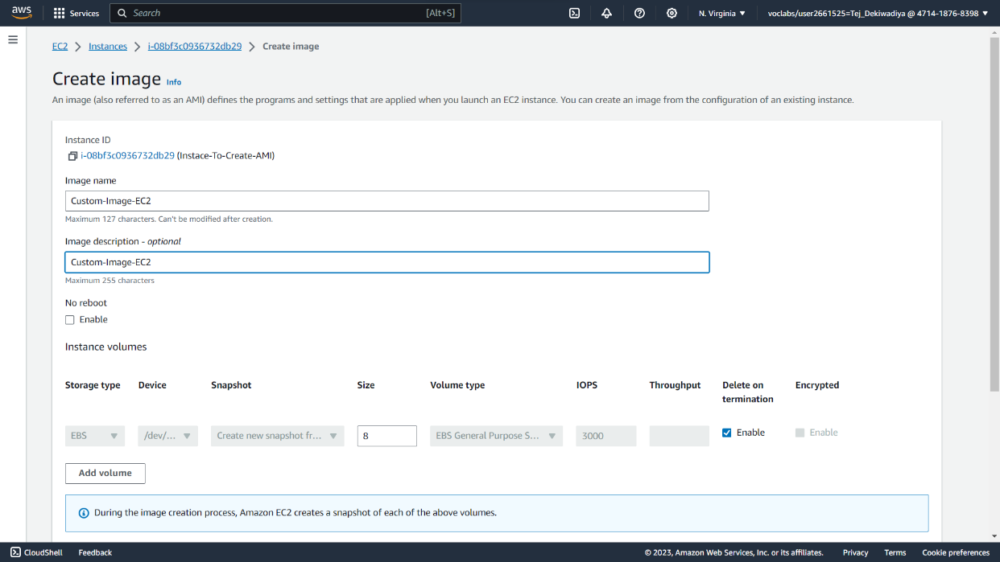 aws Services Search [Alt+S] N. Virginia voclabs/user2661525=Tej_Dekiwadiya @ 4714-1876-8398
EC2 Instances i-08bf3c0936732db29 Create image
Create image Info
An image (also referred to as an AMI) defines the programs and settings that are applied when you launch an EC2 instance. You can create an image from the configuration of an existing instance.
Instance ID
i-08bf3c0936732db29 (Instace-To-Create-AMI)
Image name
Custom-Image-EC2
Maximum 127 characters. Can't be modified after creation.
Image description - optional
Custom-Image-EC2
Maximum 255 characters
No reboot
Enable
Instance volumes
Storage type Device Snapshot Size Volume type IOPS Throughput Delete on termination Encrypted
EBS /dev/... Create new snapshot fr... 8 EBS General Purpose S... 3000 Enable Enable
Add volume
During the image creation process, Amazon EC2 creates a snapshot of each of the above volumes.
CloudShell Feedback © 2023, Amazon Web Services, Inc. or its affiliates. Privacy Terms Cookie preferences